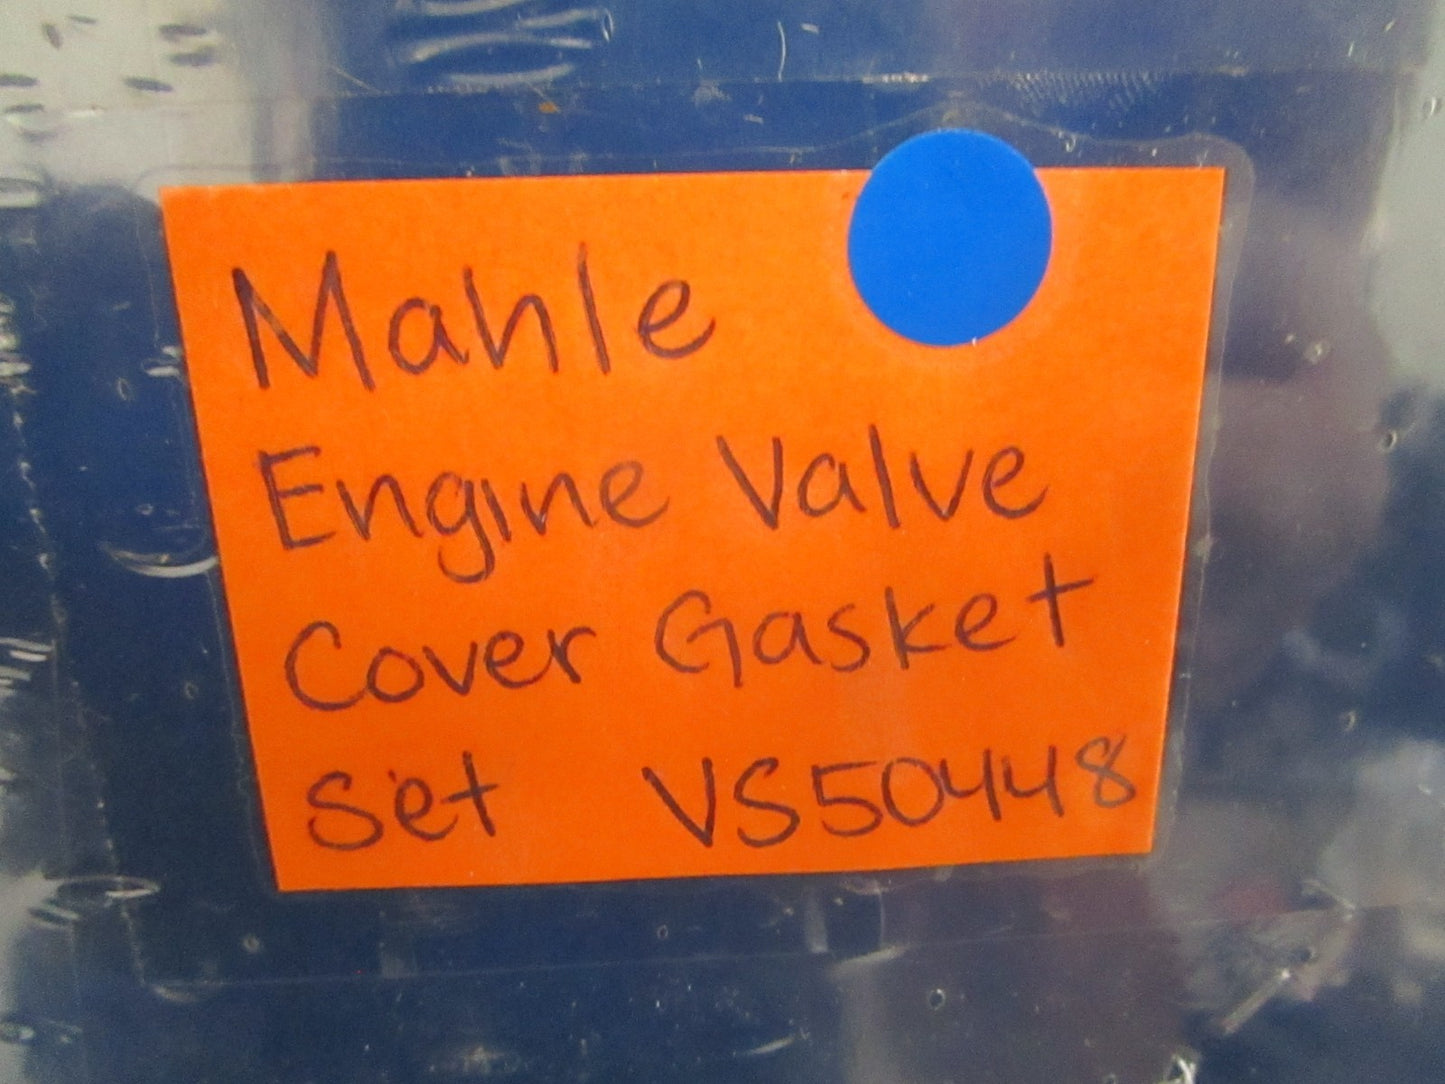 Mahle
Engine Valve
Cover Gasket
Set VS50448